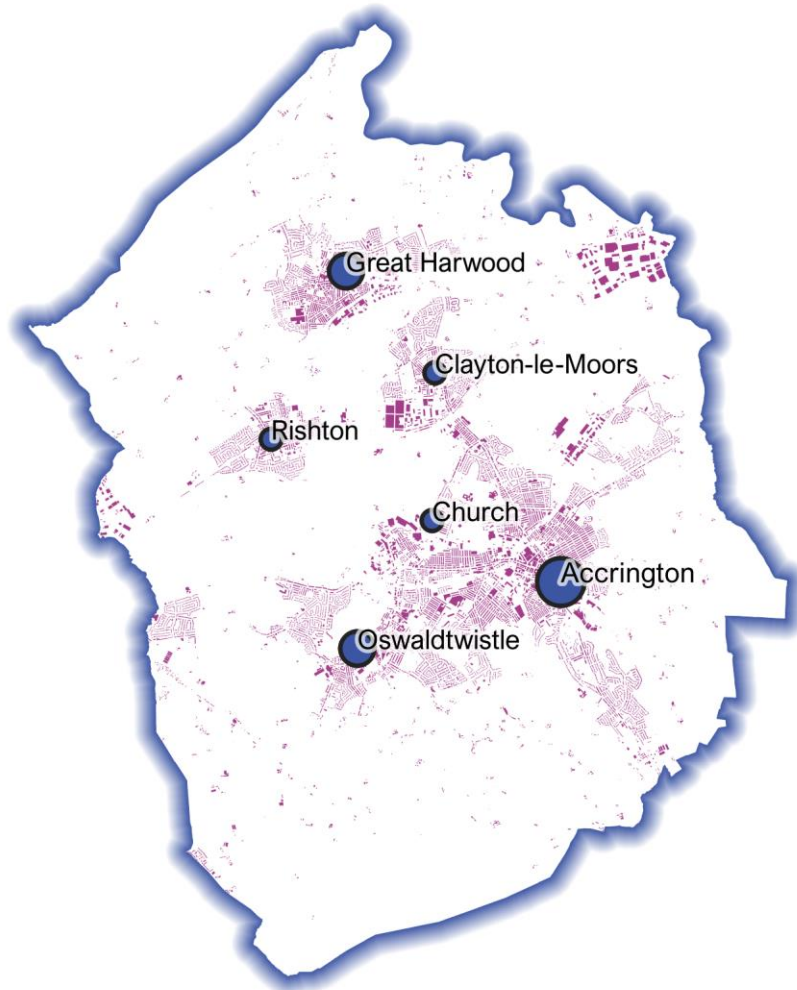 Great Harwood
Clayton-le-Moors
Rishton
Church
Accrington
Oswaldtwistle